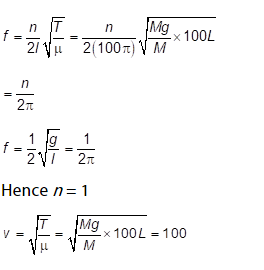 f = n/2l √(T/μ) = n/2(100π) √(Mg/M × 100L)
= n/2π
f = 1/2 √(g/l) = 1/2π
Hence n = 1
v = √(T/μ) = √(Mg/M × 100L) = 100